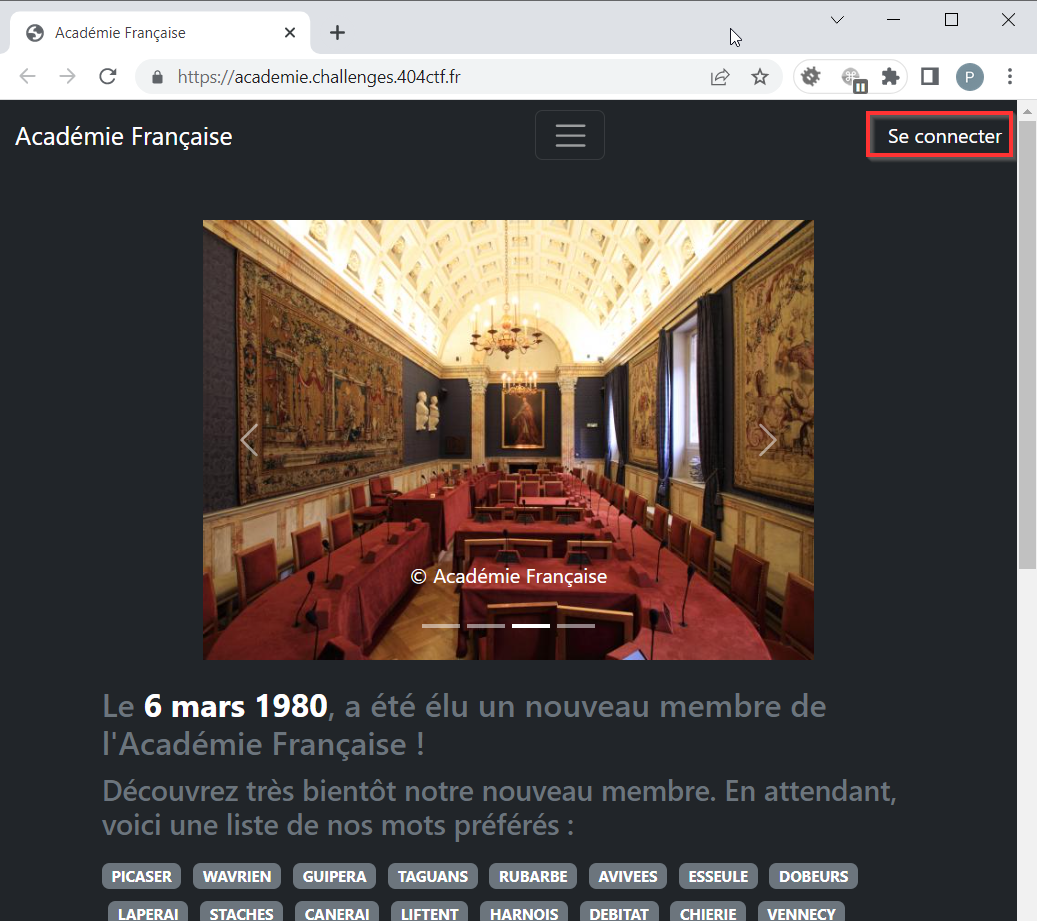 Académie Française
https://academie.challenges.404ctf.fr
P
Académie Française
Se connecter
© Académie Française
Le 6 mars 1980, a été élu un nouveau membre de
l'Académie Française !
Découvrez très bientôt notre nouveau membre. En attendant,
voici une liste de nos mots préférés :
PICASER WAVRIEN GUIPERA TAGUANS RUBARBE AVIVEES ESSEULE DOBEURS
LAPERAI STACHES CANERAI LIFTENT HARNOIS DEBITAT CHIERIE VENNECY